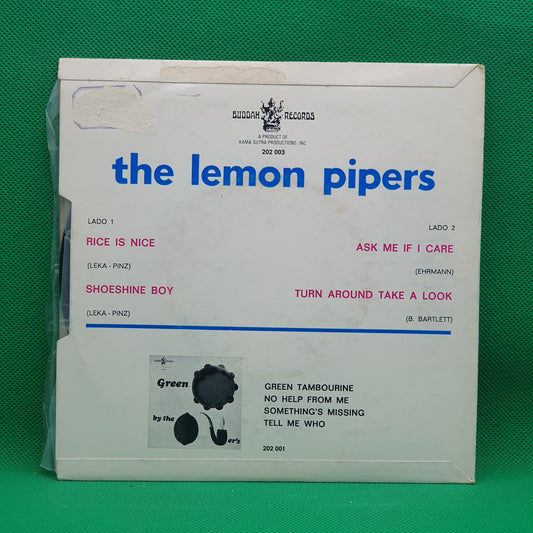 BUDDAH RECORDS
A PRODUCT OF
KAMA SUTRA PRODUCTIONS, INC.
202 003
the lemon pipers
LADO 1
RICE IS NICE
(LEKA - PINZ)
SHOESHINE BOY
(LEKA - PINZ)
LADO 2
ASK ME IF I CARE
(EHRMANN)
TURN AROUND TAKE A LOOK
(B. BARTLETT)
Green
by the
er's
GREEN TAMBOURINE
NO HELP FROM ME
SOMETHING'S MISSING
TELL ME WHO
202 001